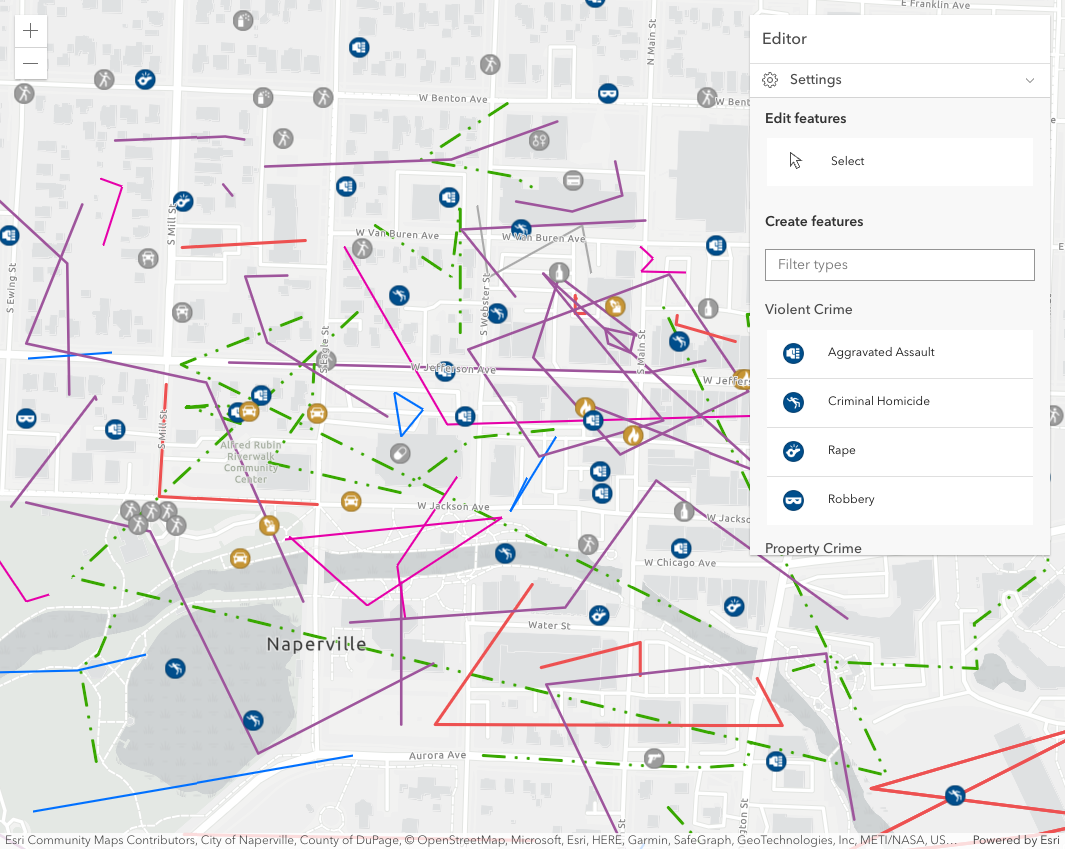 E Franklin Ave
N Main St
W Benton Ave
W Bent
S Mill St
W Van Buren Ave
W Van Buren Ave
S Ewing St
S Webster St
S Eagle St
S Main St
W Jefferson Ave
W Jeffers
S Mill St
Alfred Rubin
Riverwalk
Community
Center
W Jackson Ave
W Jackso
W Chicago Ave
Water St
Naperville
Aurora Ave
ngton St
Editor
Settings
Edit features
Select
Create features
Filter types
Violent Crime
Aggravated Assault
Criminal Homicide
Rape
Robbery
Property Crime
Esri Community Maps Contributors, City of Naperville, County of DuPage, © OpenStreetMap, Microsoft, Esri, HERE, Garmin, SafeGraph, GeoTechnologies, Inc, METI/NASA, US…
Powered by Esri